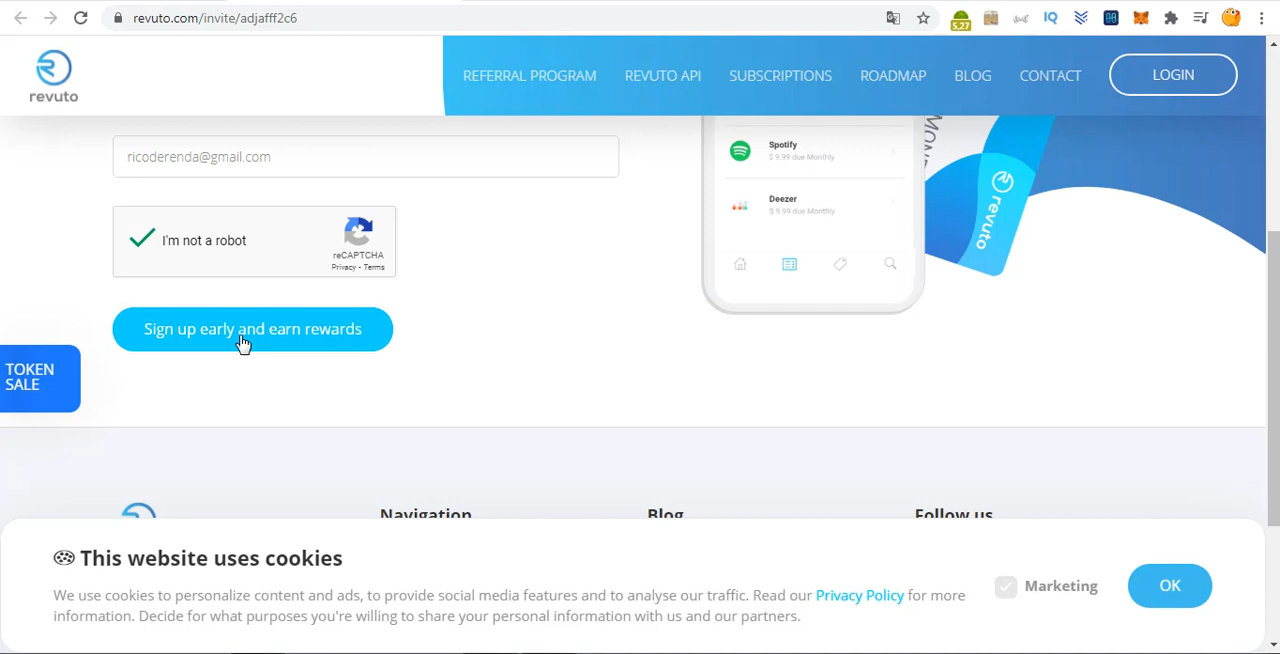 revuto.com/invite/adjafff2c6
5,27
IQ
revuto
REFERRAL PROGRAM
REVUTO API
SUBSCRIPTIONS
ROADMAP
BLOG
CONTACT
LOGIN
ricoderenda@gmail.com
Spotify
$ 9.99 due Monthly
Deezer
$ 9.99 due Monthly
revuto
I'm not a robot
reCAPTCHA
Privacy - Terms
Sign up early and earn rewards
TOKEN
SALE
Navigation
Blog
Follow us
This website uses cookies
We use cookies to personalize content and ads, to provide social media features and to analyse our traffic. Read our Privacy Policy for more
information. Decide for what purposes you're willing to share your personal information with us and our partners.
Marketing
OK